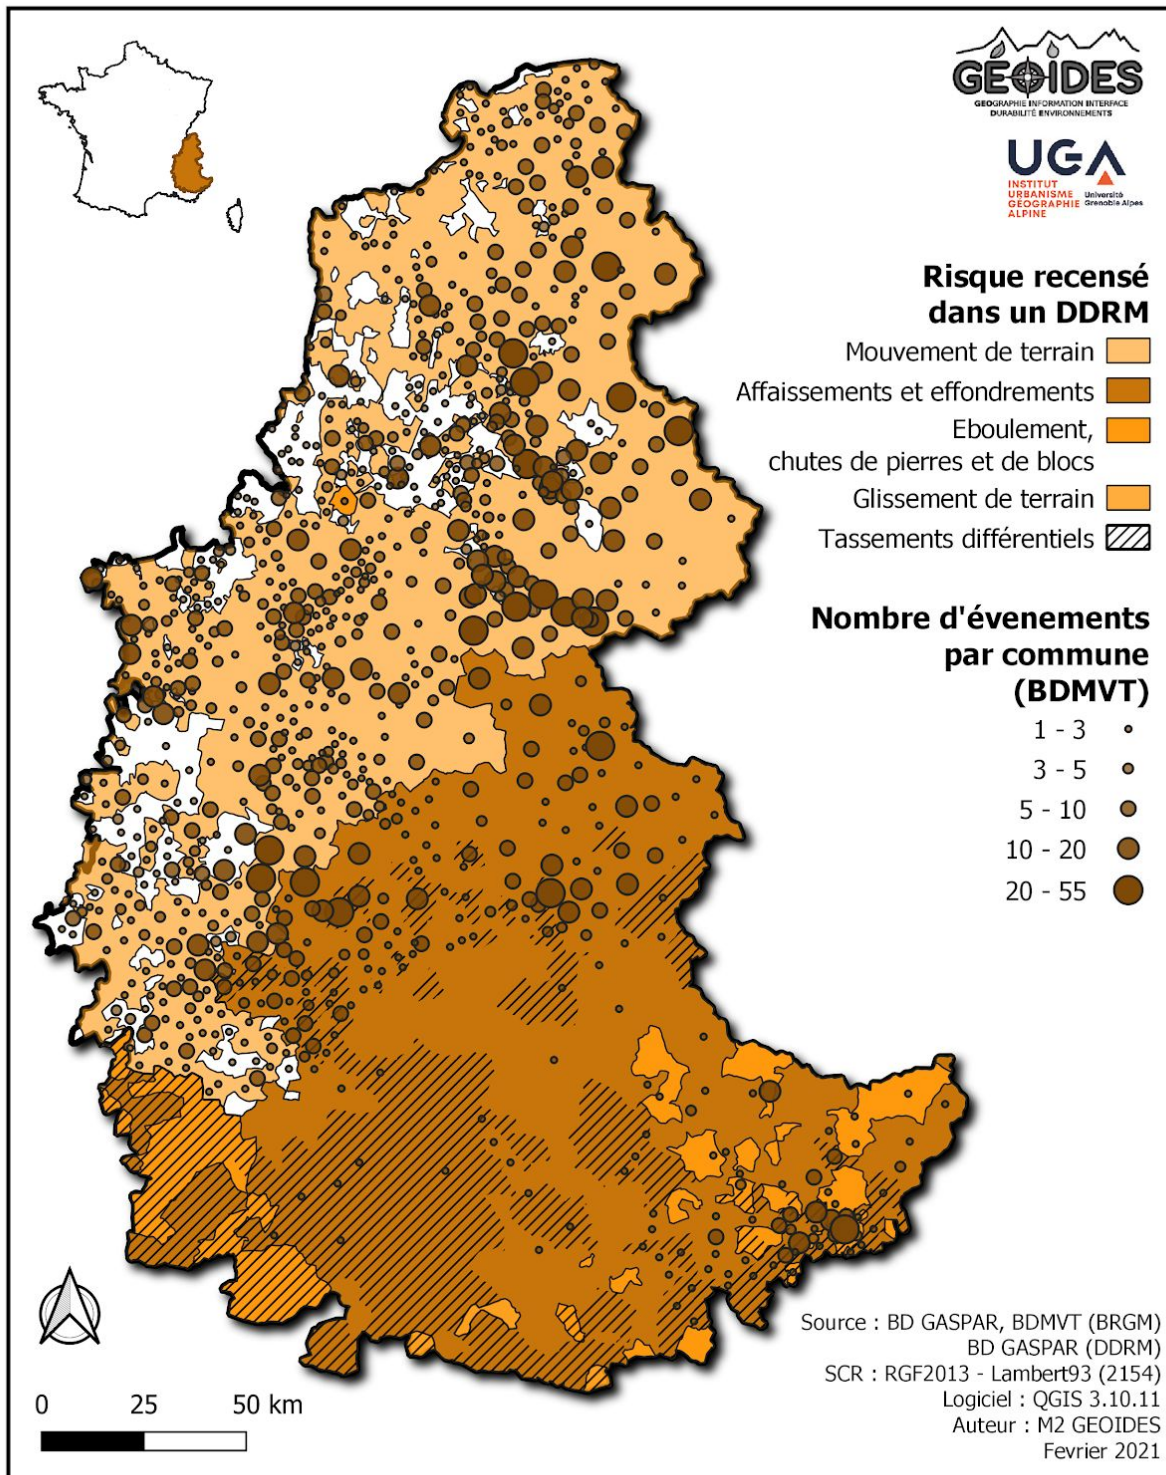 GÉOIDES
GEOGRAPHIE INFORMATION INTERFACE
DURABILITÉ ENVIRONNEMENTS
UGA
INSTITUT
URBANISME
GÉOGRAPHIE
ALPINE
Université
Grenoble Alpes
Risque recensé
dans un DDRM
Mouvement de terrain
Affaissements et effondrements
Eboulement,
chutes de pierres et de blocs
Glissement de terrain
Tassements différentiels
Nombre d'évenements
par commune
(BDMVT)
1 - 3
3 - 5
5 - 10
10 - 20
20 - 55
0 25 50 km
Source : BD GASPAR, BDMVT (BRGM)
BD GASPAR (DDRM)
SCR : RGF2013 - Lambert93 (2154)
Logiciel : QGIS 3.10.11
Auteur : M2 GEOIDES
Fevrier 2021